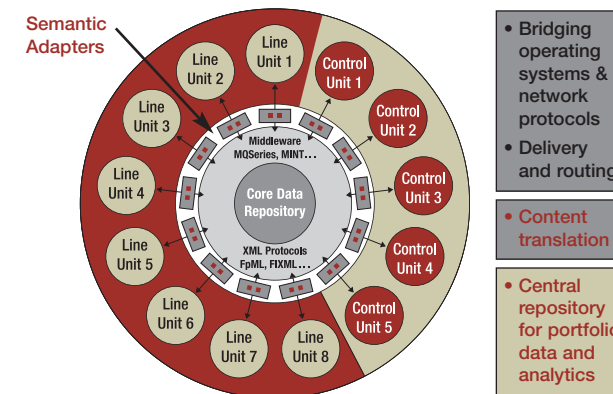 Semantic
Adapters
Line
Unit 1
Line
Unit 2
Line
Unit 3
Line
Unit 4
Line
Unit 5
Line
Unit 6
Line
Unit 7
Line
Unit 8
Control
Unit 1
Control
Unit 2
Control
Unit 3
Control
Unit 4
Control
Unit 5
Middleware
MQSeries, MINT...
Core Data
Repository
XML Protocols
FpML, FIXML...
• Bridging
operating
systems &
network
protocols
• Delivery
and routing
• Content
translation
• Central
repository
for portfolio
data and
analytics